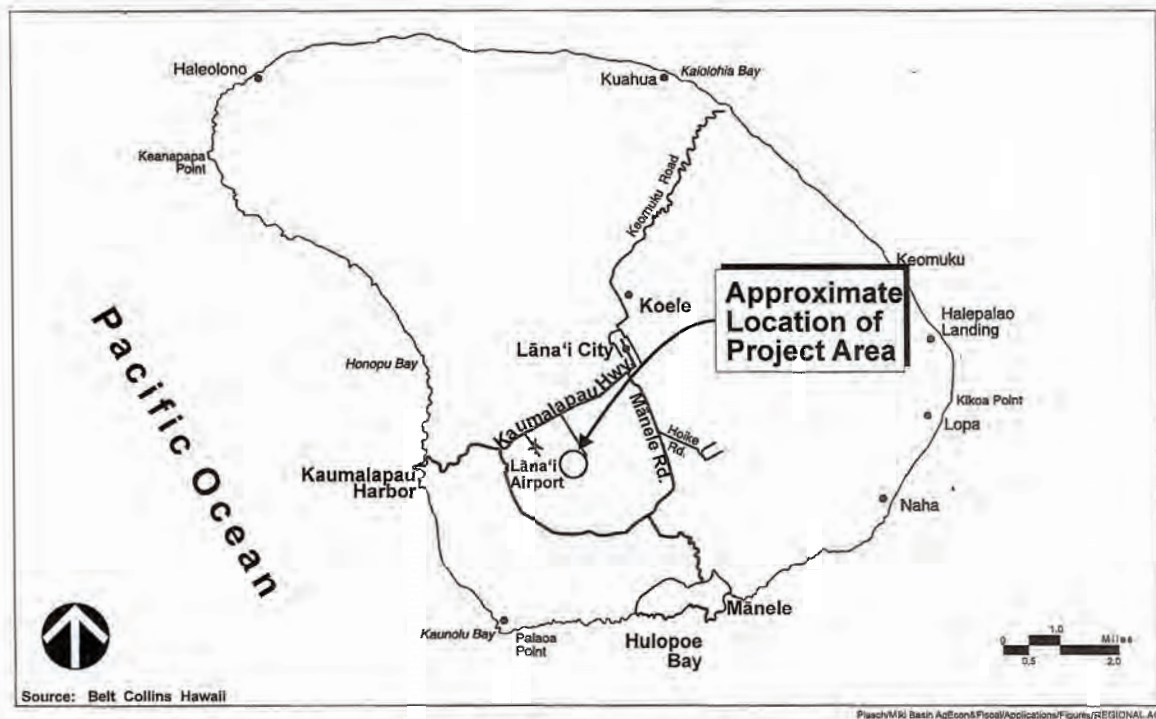 Haleolono
Kuahua
Kaiolohia Bay
Keanapapa
Point
Keomuku Road
Keomuku
Approximate
Location of
Project Area
Koele
Halepalao
Landing
Lāna‘i City
Honopu Bay
Kaumalapau Hwy.
Kikoa Point
Lopa
Mānele Rd.
Hoike
Rd.
Pacific Ocean
Lāna‘i
Airport
Kaumalapau
Harbor
Naha
Mānele
Kaunolu Bay
Palaoa
Point
Hulopoe
Bay
0 1.0 Miles
0.5 2.0
Source: Belt Collins Hawaii